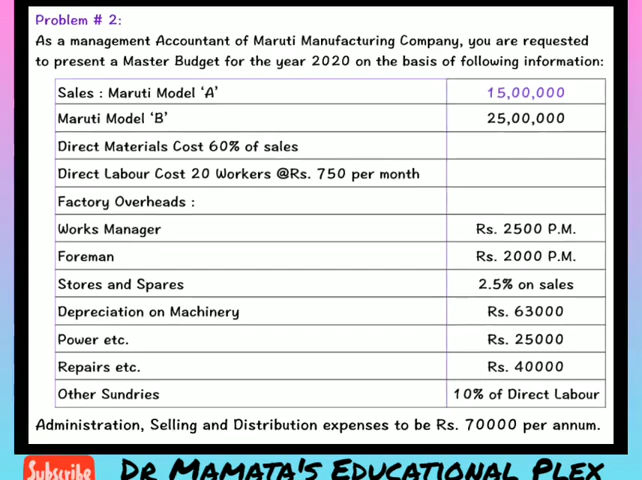 Problem # 2:
As a management Accountant of Maruti Manufacturing Company, you are requested
to present a Master Budget for the year 2020 on the basis of following information:
Sales : Maruti Model ‘A’ 15,00,000
Maruti Model ‘B’ 25,00,000
Direct Materials Cost 60% of sales
Direct Labour Cost 20 Workers @Rs. 750 per month
Factory Overheads :
Works Manager Rs. 2500 P.M.
Foreman Rs. 2000 P.M.
Stores and Spares 2.5% on sales
Depreciation on Machinery Rs. 63000
Power etc. Rs. 25000
Repairs etc. Rs. 40000
Other Sundries 10% of Direct Labour
Administration, Selling and Distribution expenses to be Rs. 70000 per annum.
Subscribe DR MAMATA'S EDUCATIONAL PLEX